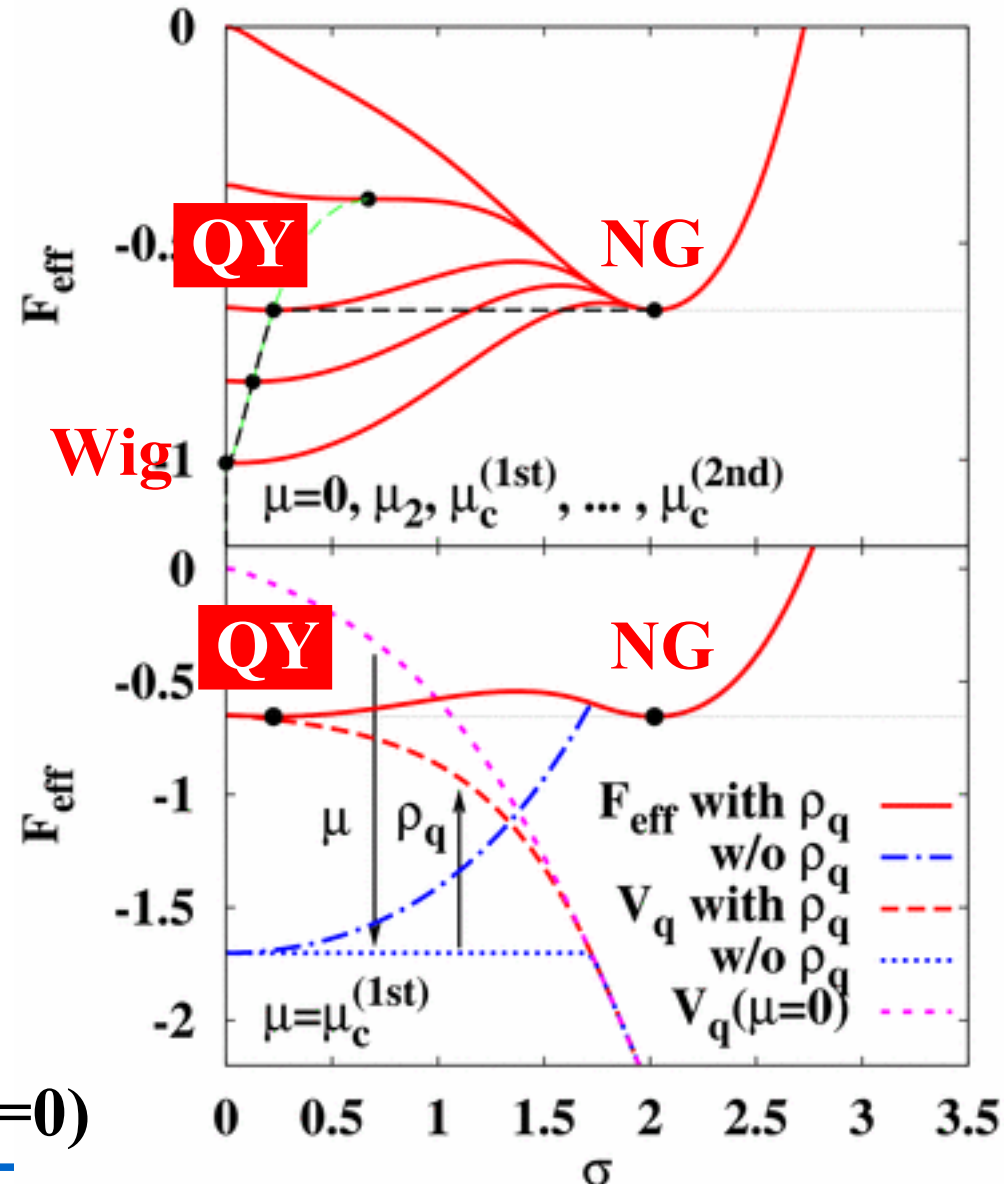 0
QY
NG
-0.
F_eff
Wig
-1
μ=0, μ_2, μ_c^(1st), ... , μ_c^(2nd)
0
QY
NG
-0.5
F_eff
-1
μ
ρ_q
F_eff with ρ_q
w/o ρ_q
-1.5
V_q with ρ_q
w/o ρ_q
μ=μ_c^(1st)
V_q(μ=0)
-2
=0)
0 0.5 1 1.5 2 2.5 3 3.5
σ